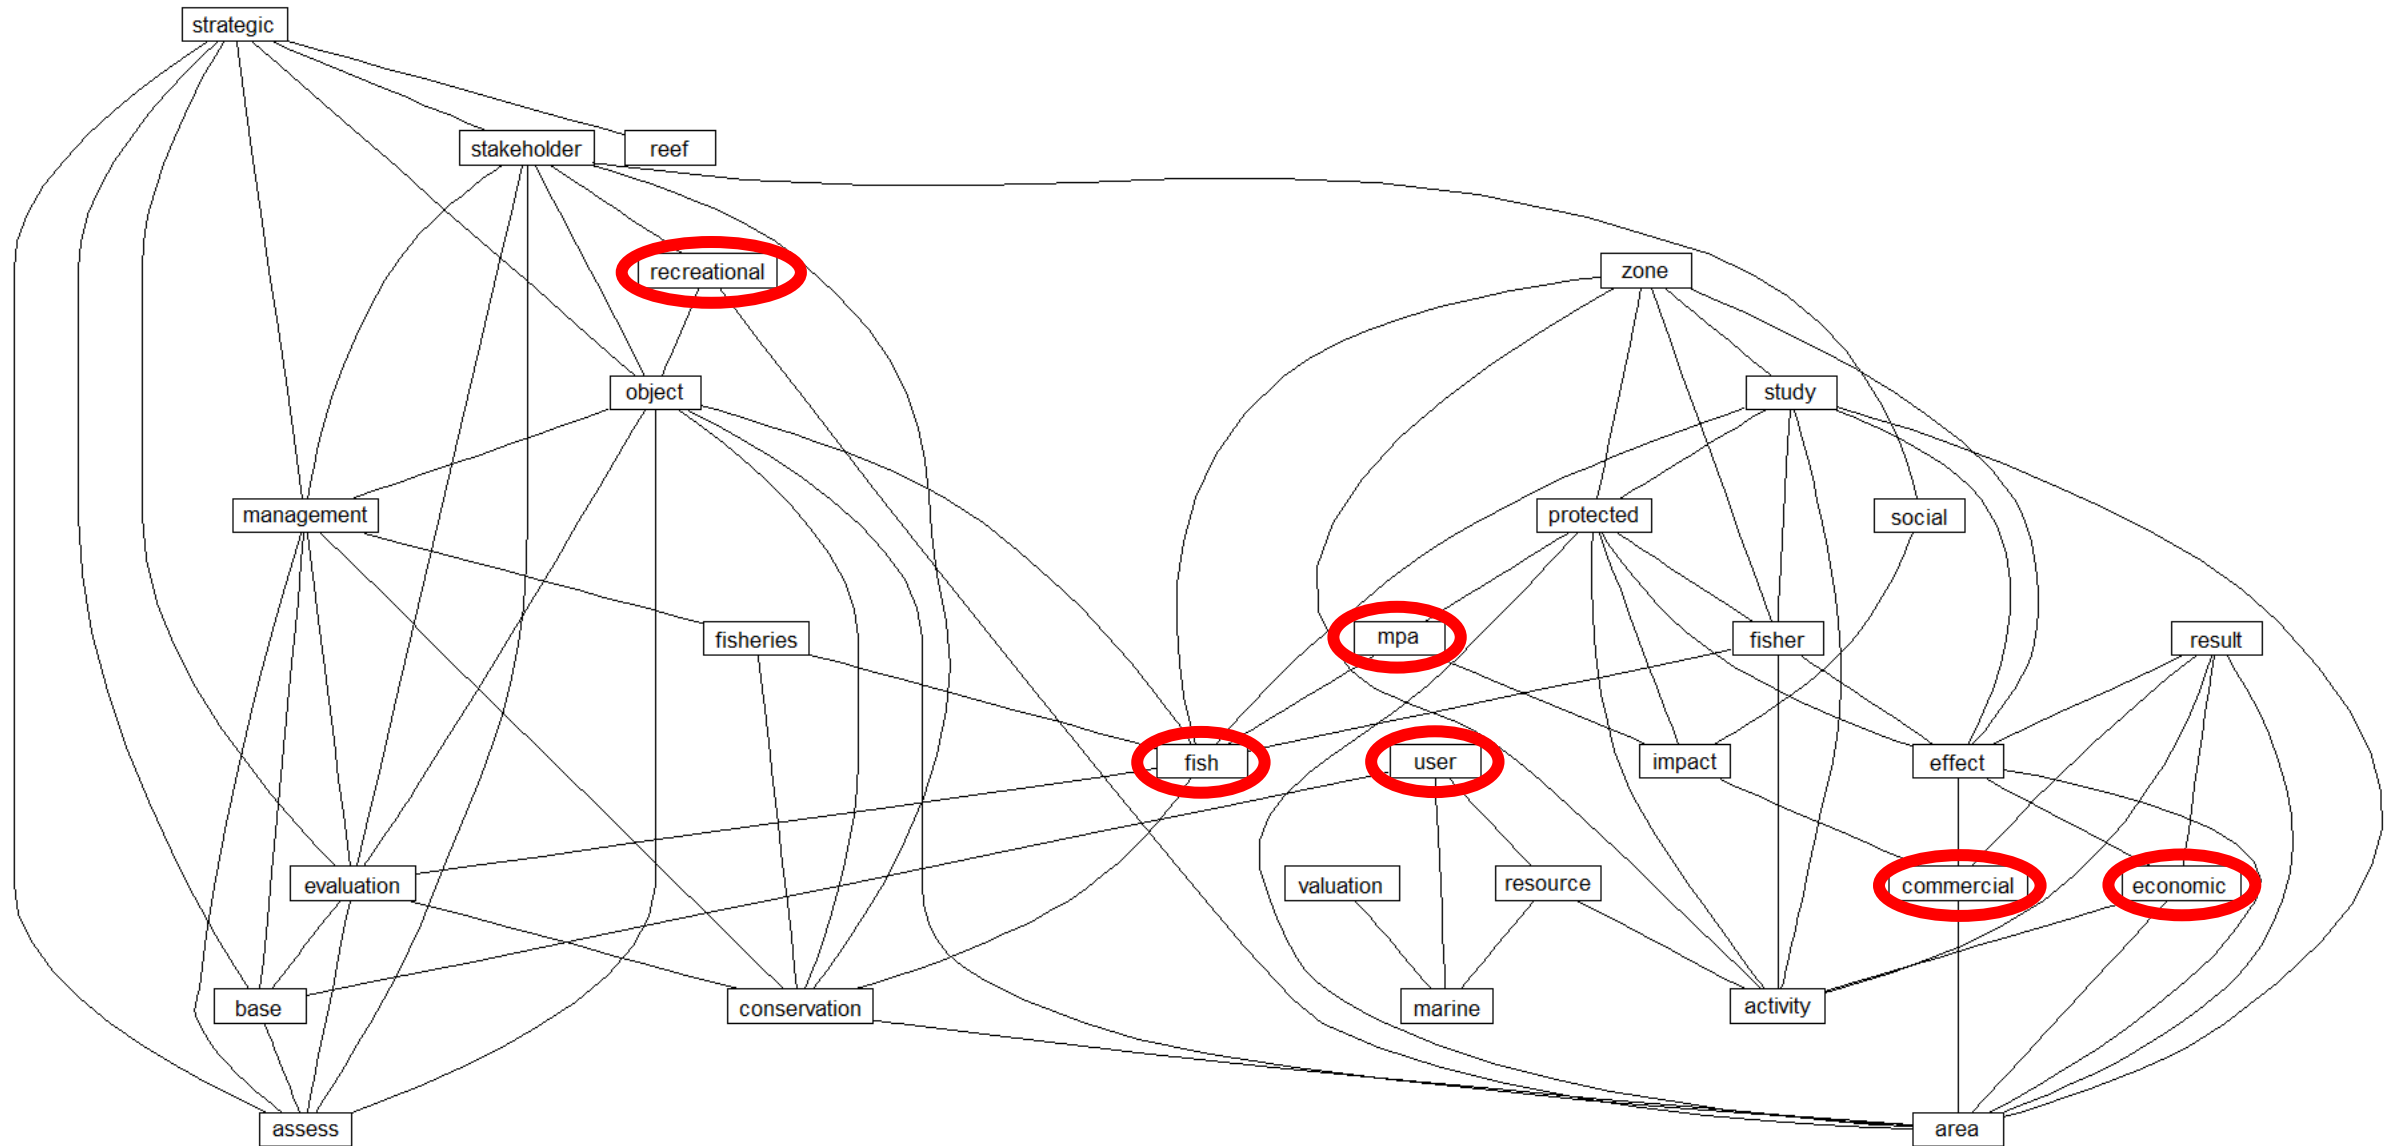 strategic
stakeholder
reef
recreational
zone
object
study
management
protected
social
fisheries
mpa
fisher
result
fish
user
impact
effect
evaluation
valuation
resource
commercial
economic
base
conservation
marine
activity
assess
area